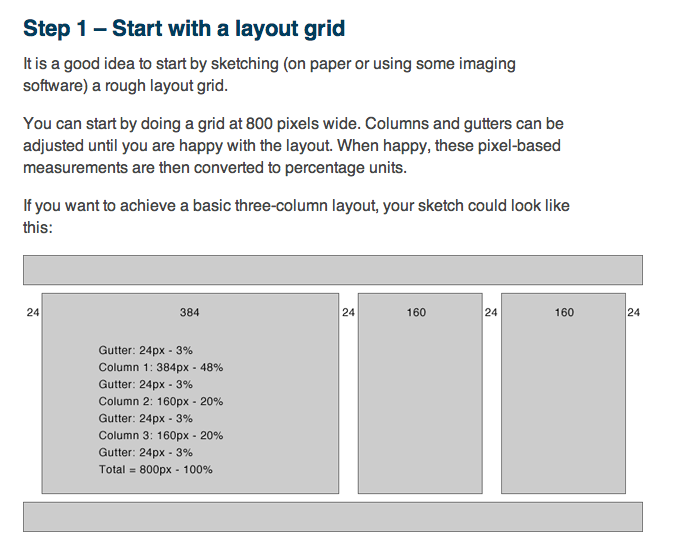 Step 1 – Start with a layout grid
It is a good idea to start by sketching (on paper or using some imaging
software) a rough layout grid.
You can start by doing a grid at 800 pixels wide. Columns and gutters can be
adjusted until you are happy with the layout. When happy, these pixel-based
measurements are then converted to percentage units.
If you want to achieve a basic three-column layout, your sketch could look like
this:
24 384 24 160 24 160 24
Gutter: 24px - 3%
Column 1: 384px - 48%
Gutter: 24px - 3%
Column 2: 160px - 20%
Gutter: 24px - 3%
Column 3: 160px - 20%
Gutter: 24px - 3%
Total = 800px - 100%